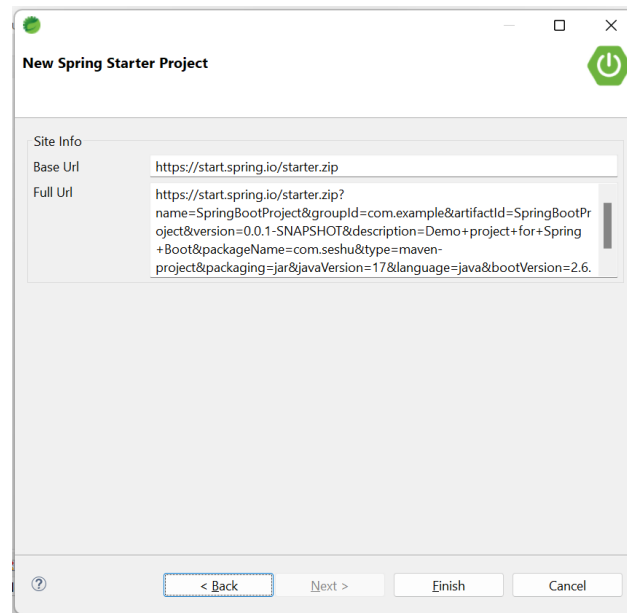 New Spring Starter Project
Site Info
Base Url
https://start.spring.io/starter.zip
Full Url
https://start.spring.io/starter.zip?
name=SpringBootProject&groupId=com.example&artifactId=SpringBootPr
oject&version=0.0.1-SNAPSHOT&description=Demo+project+for+Spring
+Boot&packageName=com.seshu&type=maven-
project&packaging=jar&javaVersion=17&language=java&bootVersion=2.6.
?
< Back
Next >
Finish
Cancel